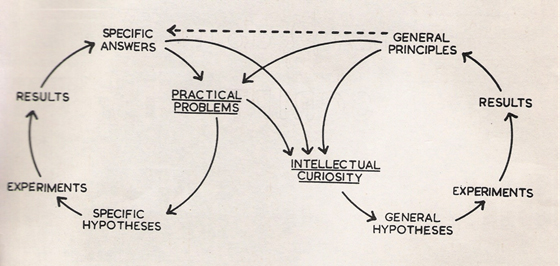 SPECIFIC
ANSWERS
GENERAL
PRINCIPLES
PRACTICAL
PROBLEMS
RESULTS
RESULTS
INTELLECTUAL
CURIOSITY
EXPERIMENTS
EXPERIMENTS
SPECIFIC
HYPOTHESES
GENERAL
HYPOTHESES